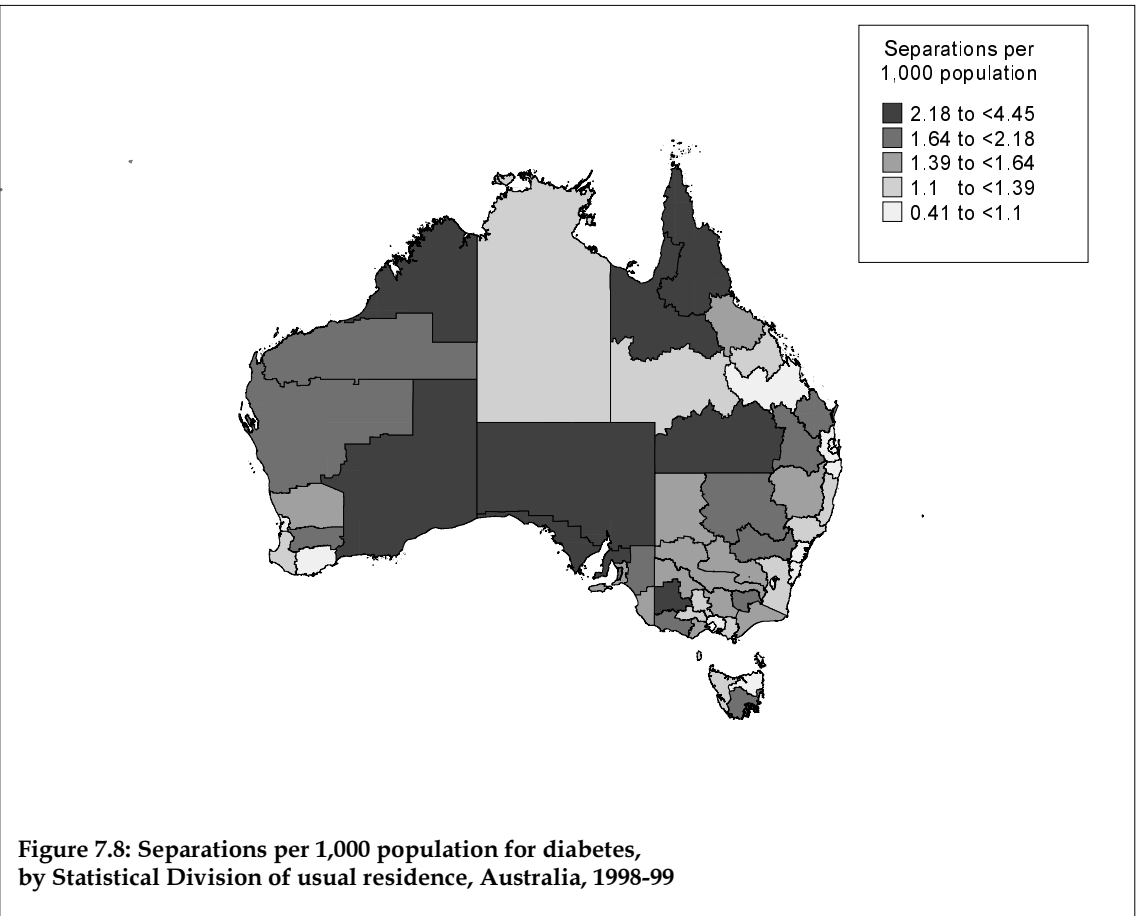 Separations per
1,000 population
2.18 to <4.45
1.64 to <2.18
1.39 to <1.64
1.1 to <1.39
0.41 to <1.1
Figure 7.8: Separations per 1,000 population for diabetes,
by Statistical Division of usual residence, Australia, 1998-99